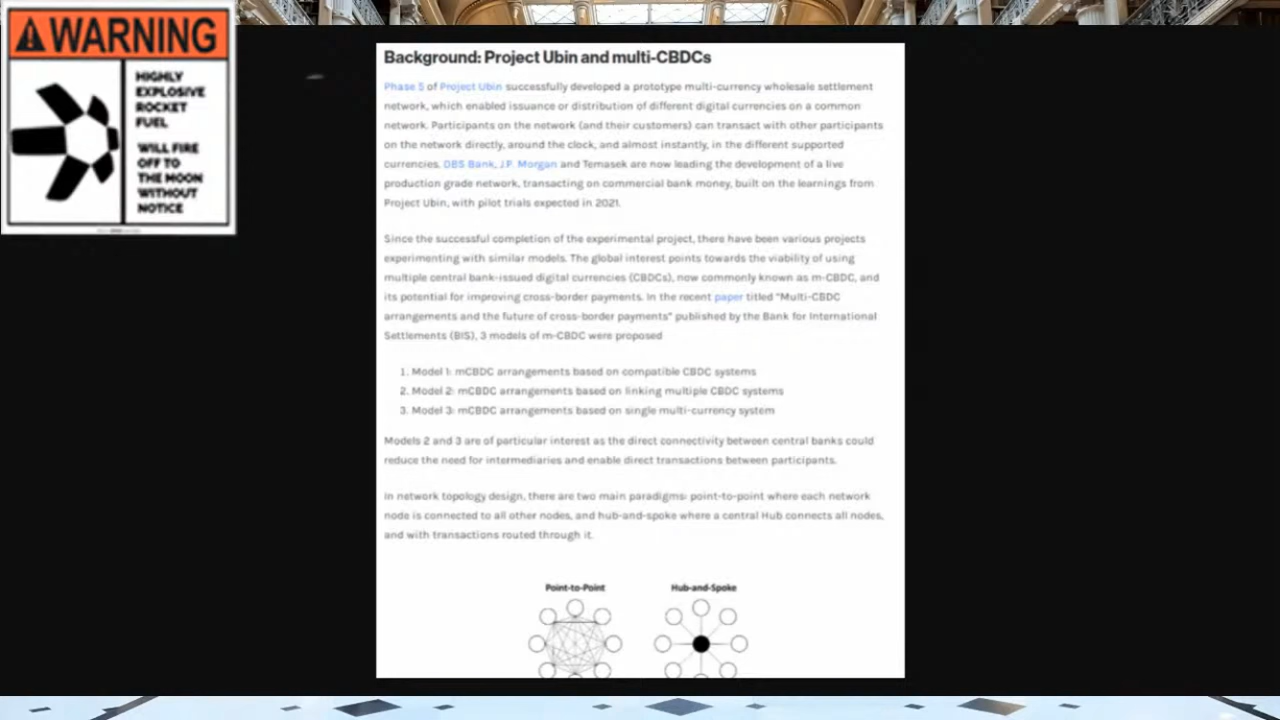 WARNING
HIGHLY
EXPLOSIVE
ROCKET
FUEL
WILL FIRE
OFF TO
THE MOON
WITHOUT
NOTICE
Background: Project Ubin and multi-CBDCs
Phase 5 of Project Ubin successfully developed a prototype multi-currency wholesale settlement
network, which enabled issuance or distribution of different digital currencies on a common
network. Participants on the network (and their customers) can transact with other participants
on the network directly, around the clock, and almost instantly, in the different supported
currencies. DBS Bank, J.P. Morgan and Temasek are now leading the development of a live
production grade network, transacting on commercial bank money, built on the learnings from
Project Ubin, with pilot trials expected in 2021.
Since the successful completion of the experimental project, there have been various projects
experimenting with similar models. The global interest points towards the viability of using
multiple central bank-issued digital currencies (CBDCs), now commonly known as m-CBDC, and
its potential for improving cross-border payments. In the recent paper titled "Multi-CBDC
arrangements and the future of cross-border payments" published by the Bank for International
Settlements (BIS), 3 models of m-CBDC were proposed
1. Model 1: mCBDC arrangements based on compatible CBDC systems
2. Model 2: mCBDC arrangements based on linking multiple CBDC systems
3. Model 3: mCBDC arrangements based on single multi-currency system
Models 2 and 3 are of particular interest as the direct connectivity between central banks could
reduce the need for intermediaries and enable direct transactions between participants.
In network topology design, there are two main paradigms: point-to-point where each network
node is connected to all other nodes, and hub-and-spoke where a central Hub connects all nodes,
and with transactions routed through it.
Point-to-Point
Hub-and-Spoke